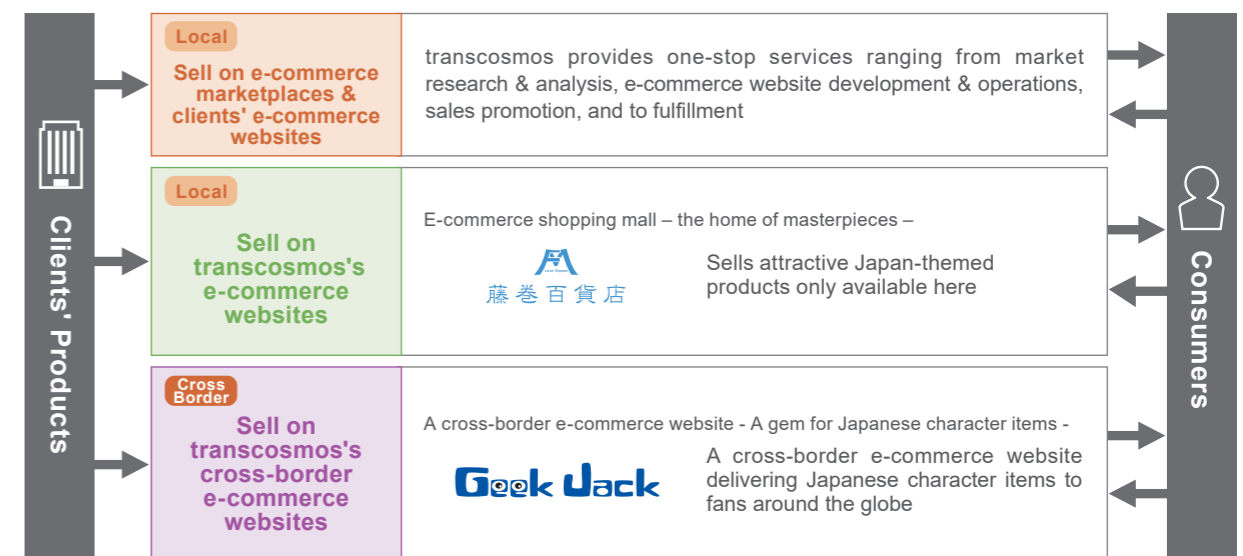 Clients' Products
Local
Sell on e-commerce
marketplaces &
clients' e-commerce
websites
transcosmos provides one-stop services ranging from market
research & analysis, e-commerce website development & operations,
sales promotion, and to fulfillment
Local
Sell on
transcosmos's
e-commerce
websites
E-commerce shopping mall – the home of masterpieces –
藤巻百貨店
Sells attractive Japan-themed
products only available here
Cross
Border
Sell on
transcosmos's
cross-border
e-commerce
websites
A cross-border e-commerce website - A gem for Japanese character items -
Geek Jack
A cross-border e-commerce website
delivering Japanese character items to
fans around the globe
Consumers